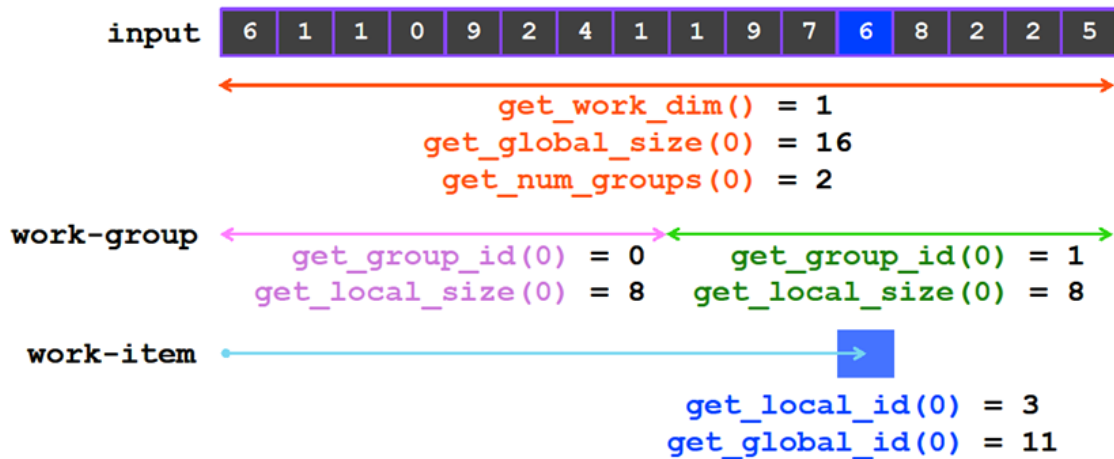 input 6 1 1 0 9 2 4 1 1 9 7 6 8 2 2 5
get_work_dim() = 1
get_global_size(0) = 16
get_num_groups(0) = 2
work-group
get_group_id(0) = 0 get_group_id(0) = 1
get_local_size(0) = 8 get_local_size(0) = 8
work-item
get_local_id(0) = 3
get_global_id(0) = 11